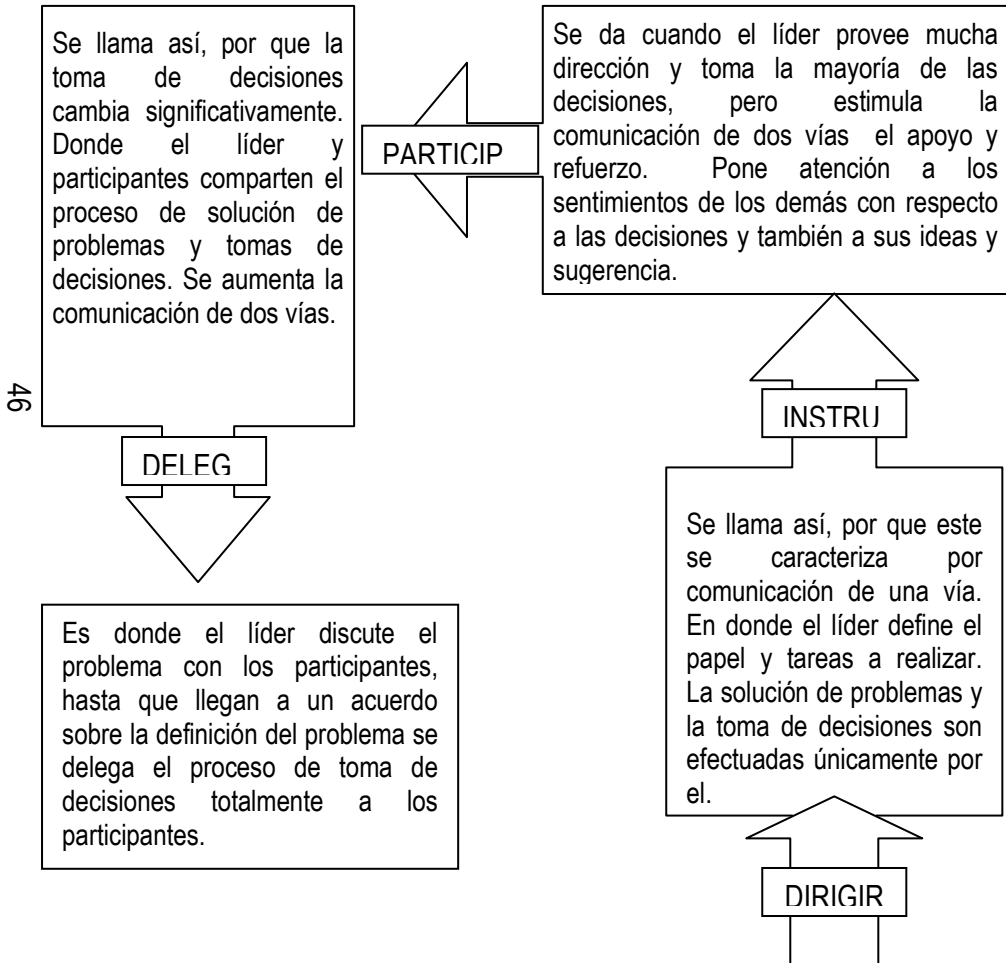 Se llama así, por que la
toma de decisiones
cambia significativamente.
Donde el líder y
participantes comparten el
proceso de solución de
problemas y tomas de
decisiones. Se aumenta la
comunicación de dos vías.
PARTICIP
Se da cuando el líder provee mucha
dirección y toma la mayoría de las
decisiones, pero estimula la
comunicación de dos vías el apoyo y
refuerzo. Pone atención a los
sentimientos de los demás con respecto
a las decisiones y también a sus ideas y
sugerencia.
46
DELEG
INSTRU
Es donde el líder discute el
problema con los participantes,
hasta que llegan a un acuerdo
sobre la definición del problema se
delega el proceso de toma de
decisiones totalmente a los
participantes.
Se llama así, por que este
se caracteriza por
comunicación de una vía.
En donde el líder define el
papel y tareas a realizar.
La solución de problemas y
la toma de decisiones son
efectuadas únicamente por
el.
DIRIGIR